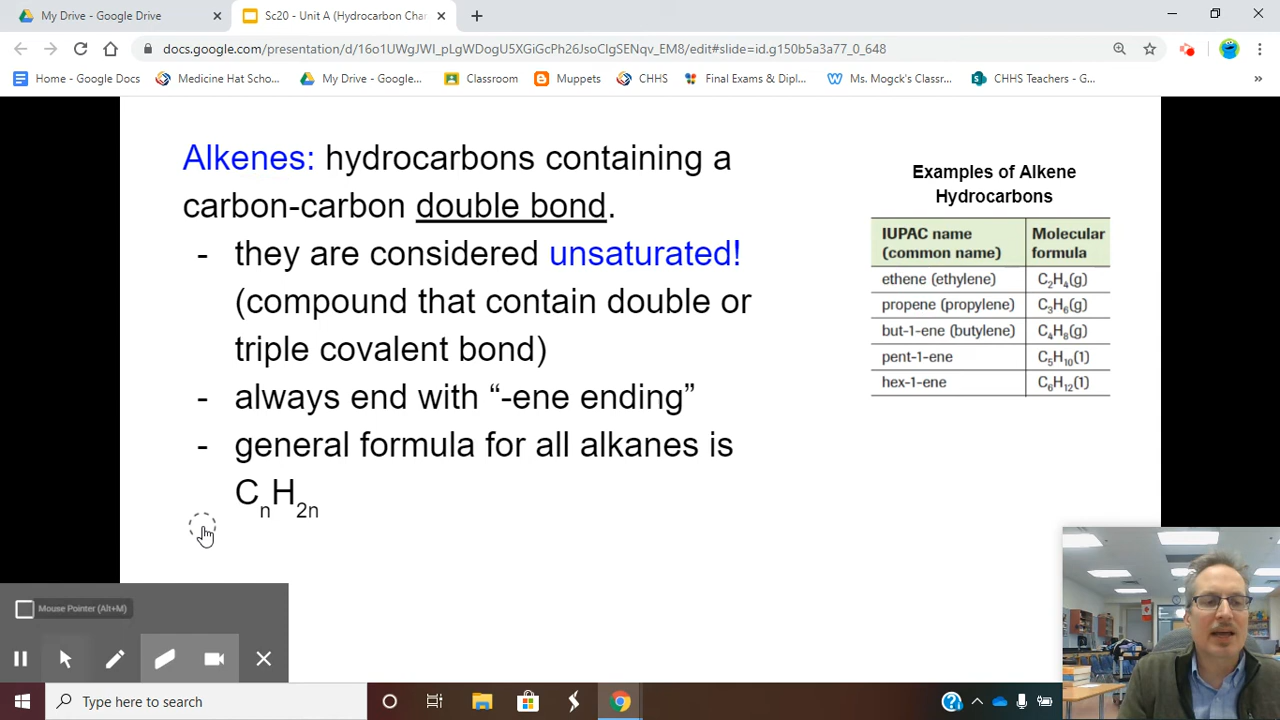 My Drive - Google Drive
Sc20 - Unit A (Hydrocarbon Char
docs.google.com/presentation/d/16o1UWgJWI_pLgWDogU5XGiGcPh26JsoClgSENqv_EM8/edit#slide=id.g150b5a3a77_0_648
Home - Google Docs
Medicine Hat Scho...
My Drive - Google...
Classroom
Muppets
CHHS
Final Exams & Dipl...
Ms. Mogck's Classr...
CHHS Teachers - G...
»
Alkenes: hydrocarbons containing a
carbon-carbon double bond.
- they are considered unsaturated!
(compound that contain double or
triple covalent bond)
- always end with “-ene ending”
- general formula for all alkanes is
CnH2n
Examples of Alkene
Hydrocarbons
IUPAC name
(common name)
Molecular
formula
ethene (ethylene) C2H4(g)
propene (propylene) C3H6(g)
but-1-ene (butylene) C4H8(g)
pent-1-ene C5H10(1)
hex-1-ene C6H12(1)
Mouse Pointer (Alt+M)
Type here to search